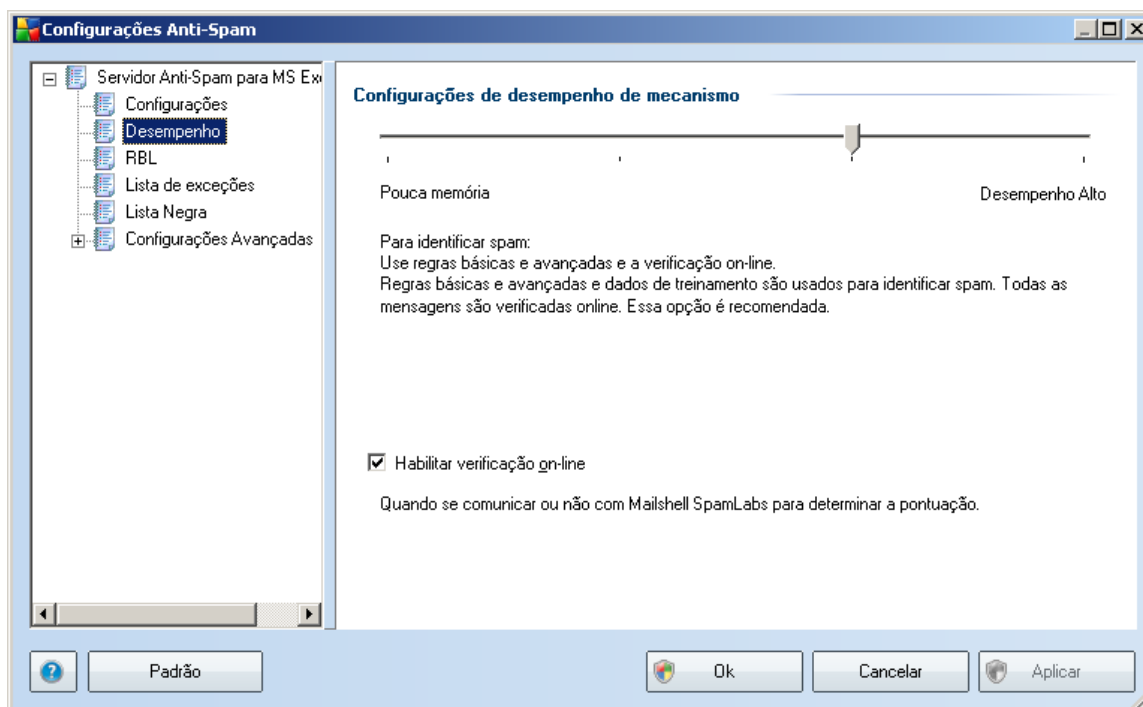 Configurações Anti-Spam
Servidor Anti-Spam para MS Ex
Configurações
Desempenho
RBL
Lista de exceções
Lista Negra
Configurações Avançadas
Configurações de desempenho de mecanismo
Pouca memória
Desempenho Alto
Para identificar spam:
Use regras básicas e avançadas e a verificação on-line.
Regras básicas e avançadas e dados de treinamento são usados para identificar spam. Todas as
mensagens são verificadas online. Essa opção é recomendada.
Habilitar verificação on-line
Quando se comunicar ou não com Mailshell SpamLabs para determinar a pontuação.
Padrão
Ok
Cancelar
Aplicar